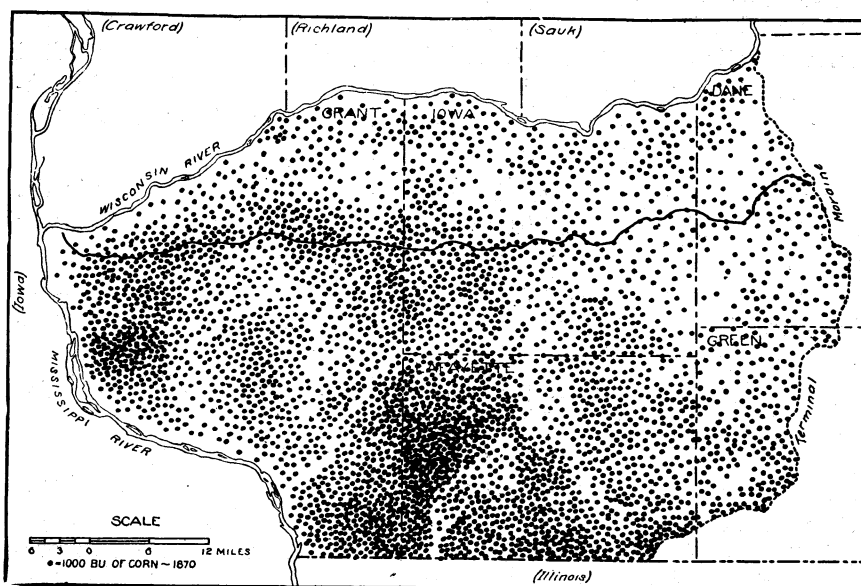 (Crawford)
(Richland)
(Sauk)
DANE
GRANT
IOWA
WISCONSIN RIVER
Moraine
(Iowa)
GREEN
LAFAYETTE
MISSISSIPPI
RIVER
Terminal
SCALE
6 3 0 6 12 MILES
•-1000 BU OF CORN~1870
(Illinois)